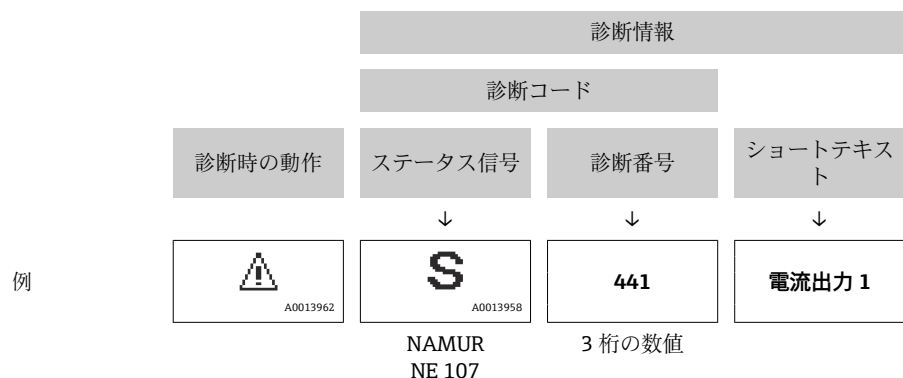 診断情報
診断コード
診断時の動作 ステータス信号 診断番号 ショートテキス
ト
↓ ↓ ↓
例 S 441 電流出力 1
A0013962 A0013958
NAMUR 3 桁の数値
NE 107